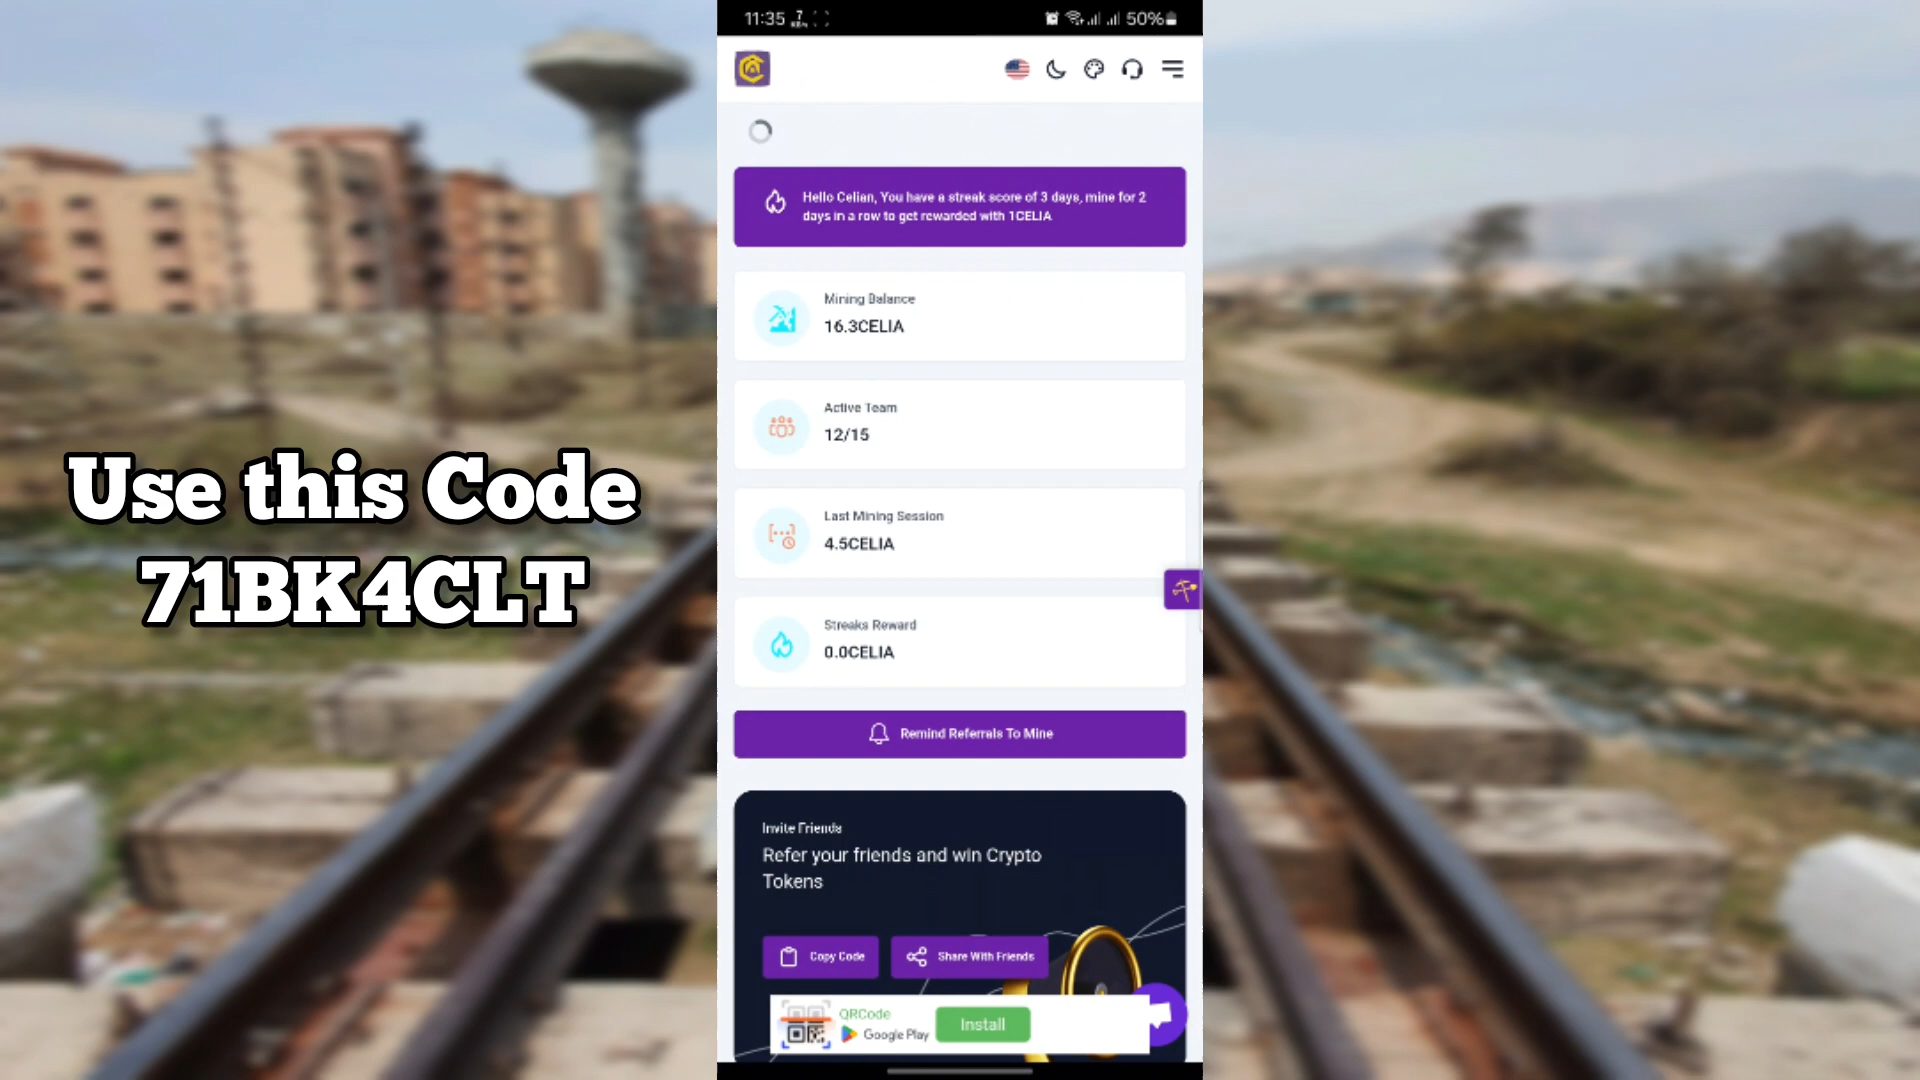 Use this Code
71BK4CLT
11:35
50%
Hello Celian, You have a streak score of 3 days, mine for 2
days in a row to get rewarded with 1CELIA
Mining Balance
16.3CELIA
Active Team
12/15
Last Mining Session
4.5CELIA
Streaks Reward
0.0CELIA
Remind Referrals To Mine
Invite Friends
Refer your friends and win Crypto
Tokens
Copy Code
Share With Friends
QRCode
Google Play
Install